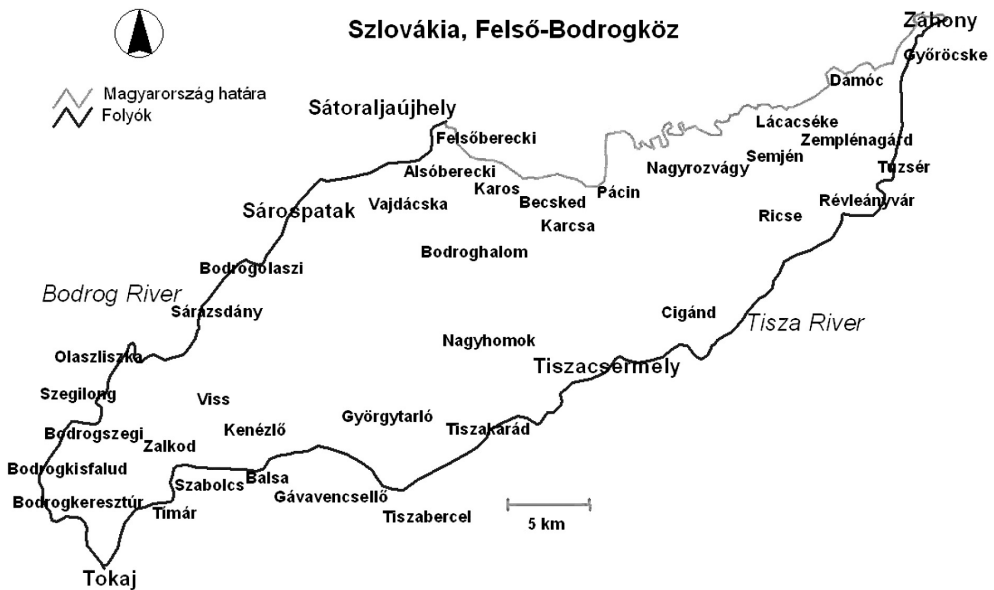 Szlovákia, Felső-Bodrogköz
Záhony
Győröcske
Magyarország határa
Folyók
Damóc
Sátoraljaújhely
Lácacséke
Felsőberecki
Zemplénagárd
Semjén
Nagyrozvágy
Tuzsér
Alsóberecki
Karos
Pácin
Becsked
Révleányvár
Vajdácska
Sárospatak
Ricse
Karcsa
Bodroghalom
Bodrogolaszi
Bodrog River
Sárazsdány
Cigánd
Tisza River
Nagyhomok
Olaszliszka
Tiszacsermely
Szegilong
Viss
Györgytarló
Kenézlő
Tiszakarád
Bodrogszegi
Zalkod
Bodrogkisfalud
Balsa
Szabolcs
Gávavencsellő
Bodrogkeresztúr
Timár
Tiszabercel
5 km
Tokaj